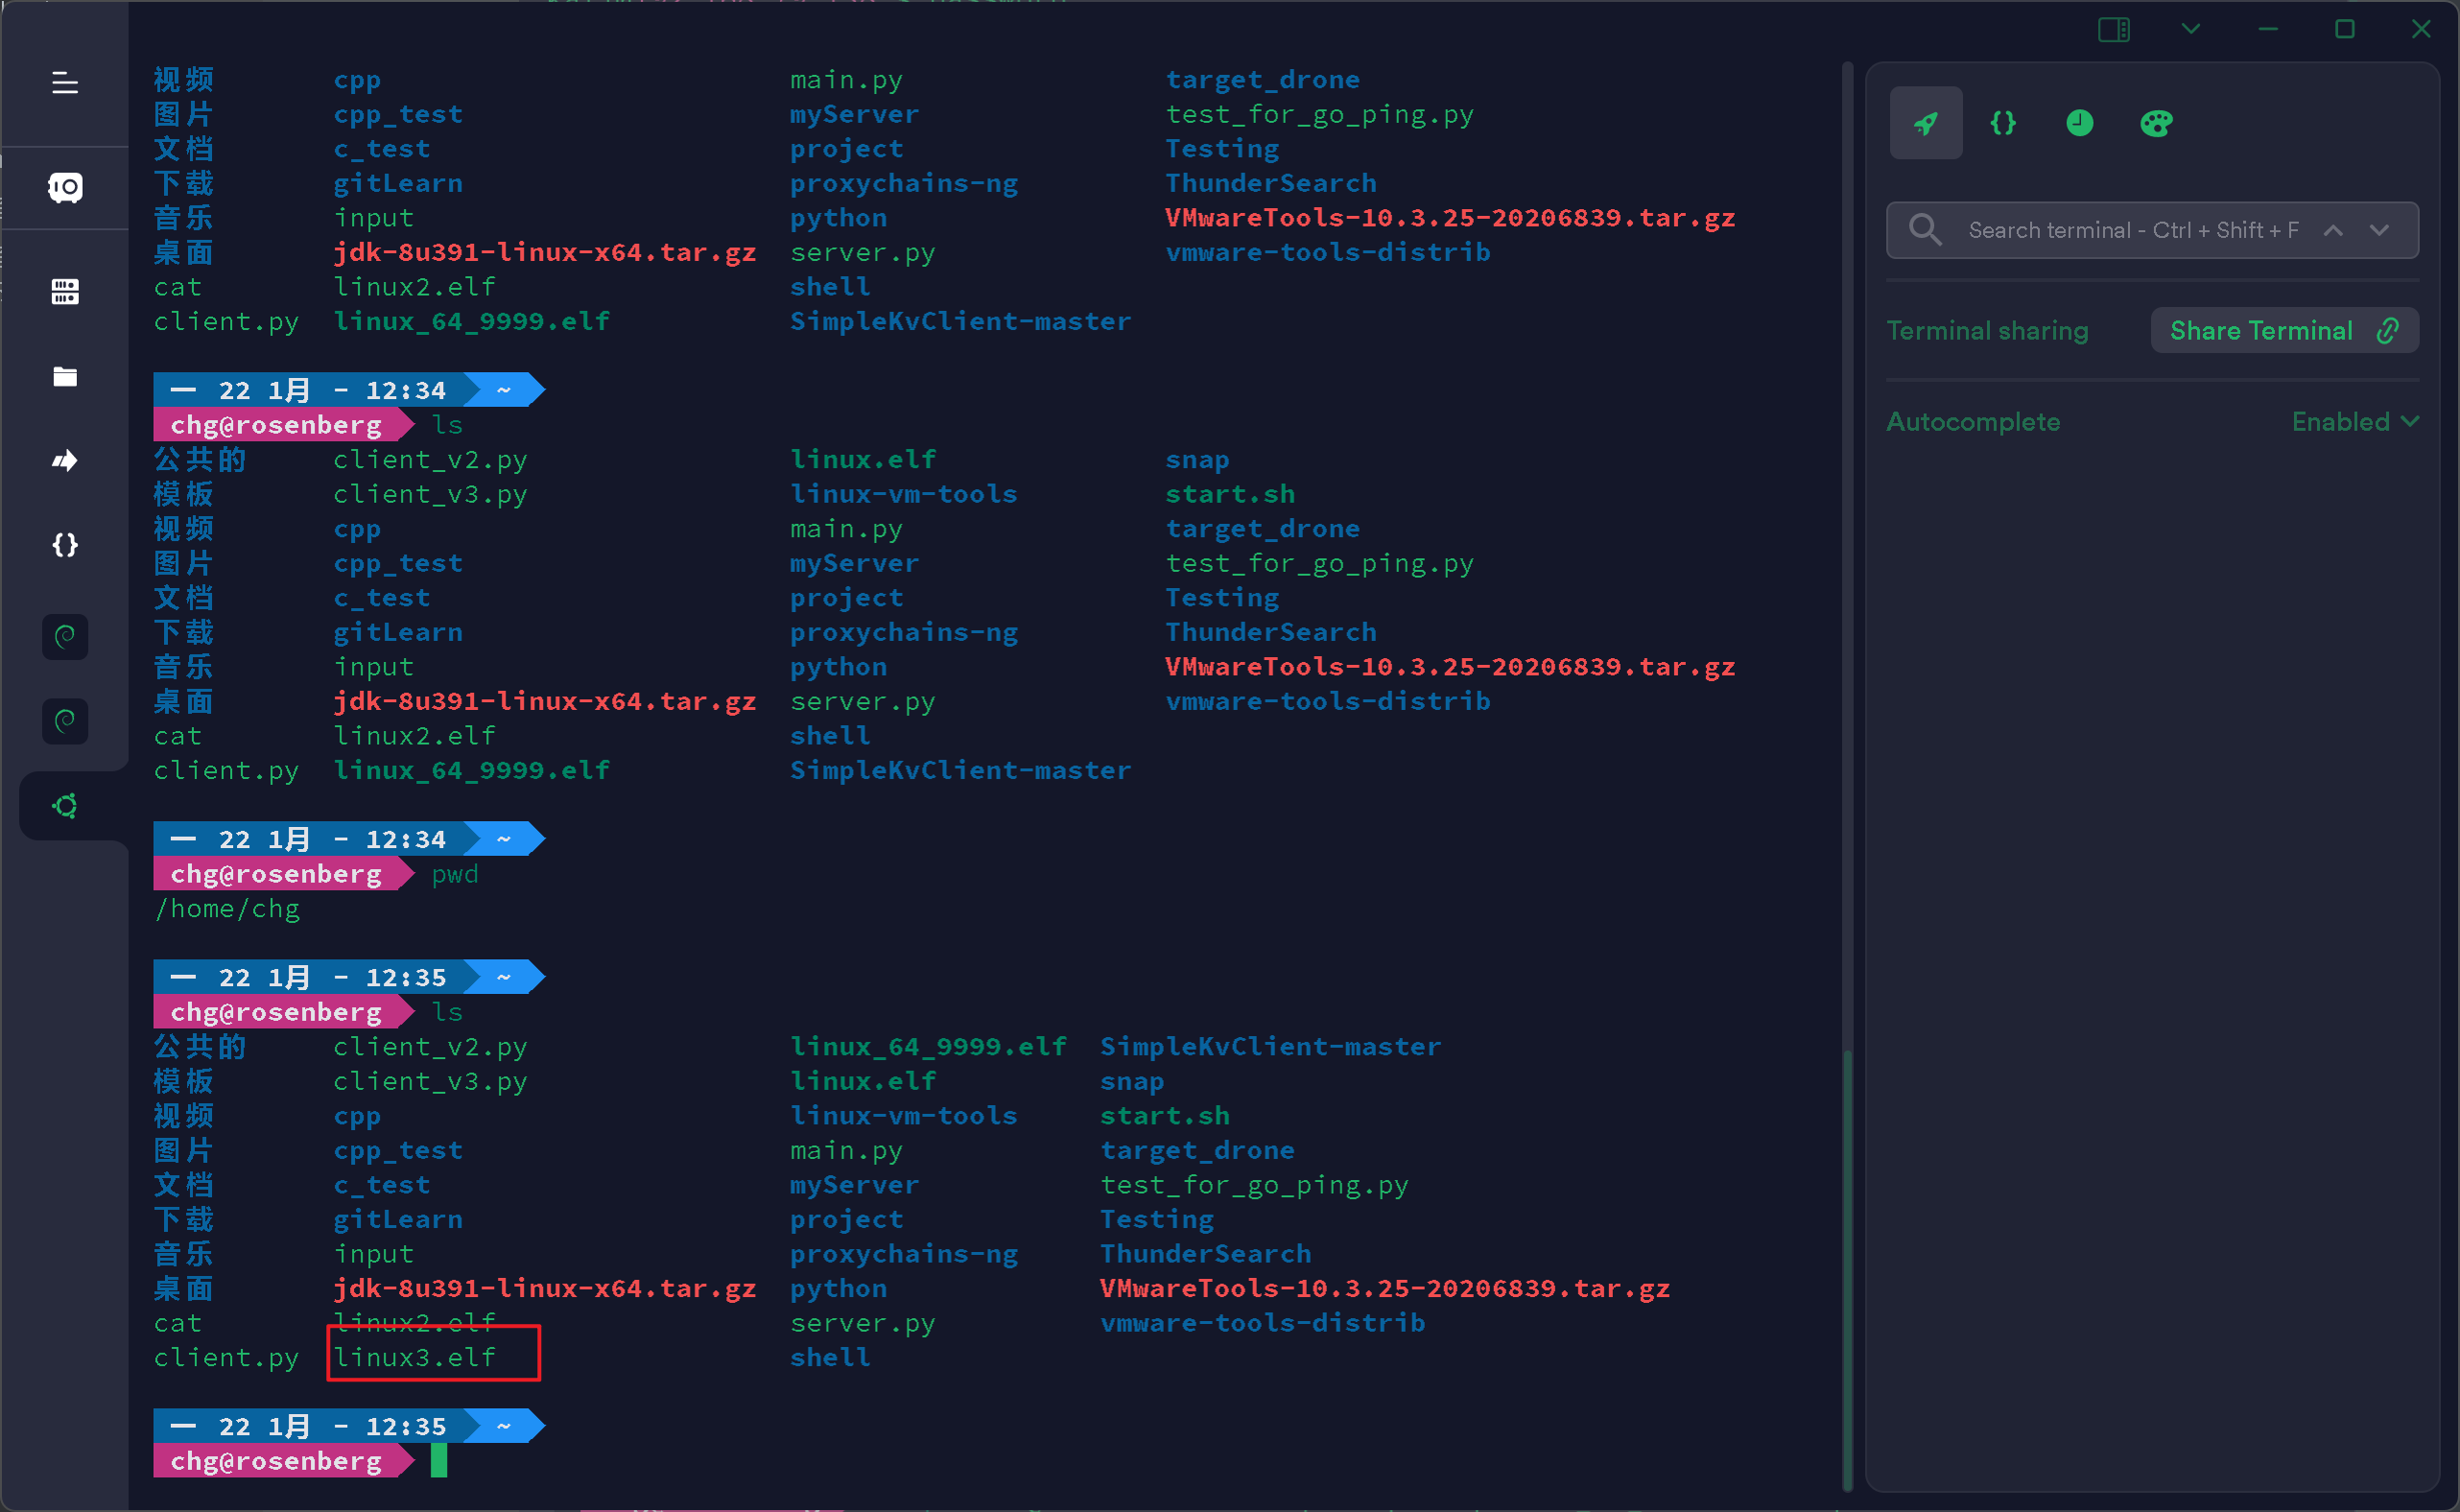 视频 cpp main.py target_drone
图片 cpp_test myServer test_for_go_ping.py
文档 c_test project Testing
下载 gitLearn proxychains-ng ThunderSearch
音乐 input python VMwareTools-10.3.25-20206839.tar.gz
桌面 jdk-8u391-linux-x64.tar.gz server.py vmware-tools-distrib
cat linux2.elf shell
client.py linux_64_9999.elf SimpleKvClient-master
一 22 1月 - 12:34 ~
chg@rosenberg ls
公共的 client_v2.py linux.elf snap
模板 client_v3.py linux-vm-tools start.sh
视频 cpp main.py target_drone
图片 cpp_test myServer test_for_go_ping.py
文档 c_test project Testing
下载 gitLearn proxychains-ng ThunderSearch
音乐 input python VMwareTools-10.3.25-20206839.tar.gz
桌面 jdk-8u391-linux-x64.tar.gz server.py vmware-tools-distrib
cat linux2.elf shell
client.py linux_64_9999.elf SimpleKvClient-master
一 22 1月 - 12:34 ~
chg@rosenberg pwd
/home/chg
一 22 1月 - 12:35 ~
chg@rosenberg ls
公共的 client_v2.py linux_64_9999.elf SimpleKvClient-master
模板 client_v3.py linux.elf snap
视频 cpp linux-vm-tools start.sh
图片 cpp_test main.py target_drone
文档 c_test myServer test_for_go_ping.py
下载 gitLearn project Testing
音乐 input proxychains-ng ThunderSearch
桌面 jdk-8u391-linux-x64.tar.gz python VMwareTools-10.3.25-20206839.tar.gz
cat linux2.elf server.py vmware-tools-distrib
client.py linux3.elf shell
一 22 1月 - 12:35 ~
chg@rosenberg
Search terminal - Ctrl + Shift + F
Terminal sharing Share Terminal
Autocomplete Enabled